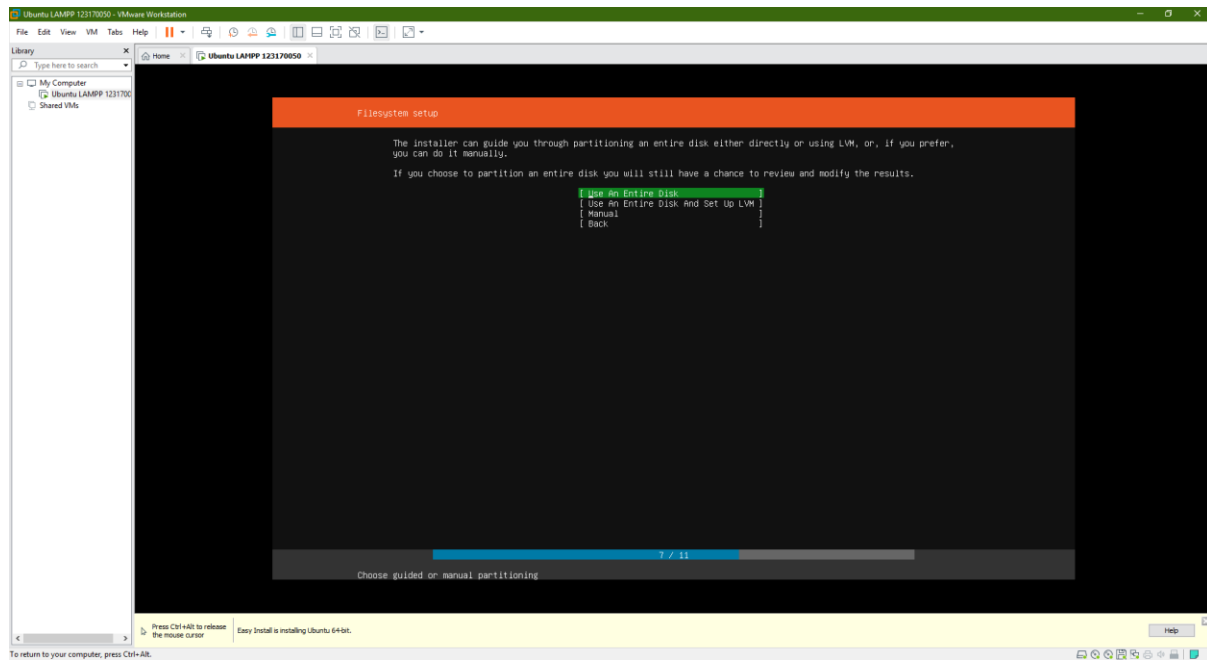 Ubuntu LAMPP 123170050 - VMware Workstation
File Edit View VM Tabs Help
Library
Type here to search
My Computer
Ubuntu LAMPP 1231700
Shared VMs
Home
Ubuntu LAMPP 123170050
Filesystem setup
The installer can guide you through partitioning an entire disk either directly or using LVM, or, if you prefer,
you can do it manually.
If you choose to partition an entire disk you will still have a chance to review and modify the results.
[ Use An Entire Disk ]
[ Use An Entire Disk And Set Up LVM ]
[ Manual ]
[ Back ]
7 / 11
Choose guided or manual partitioning
Press Ctrl+Alt to release
the mouse cursor
Easy Install is installing Ubuntu 64-bit.
Help
To return to your computer, press Ctrl+Alt.